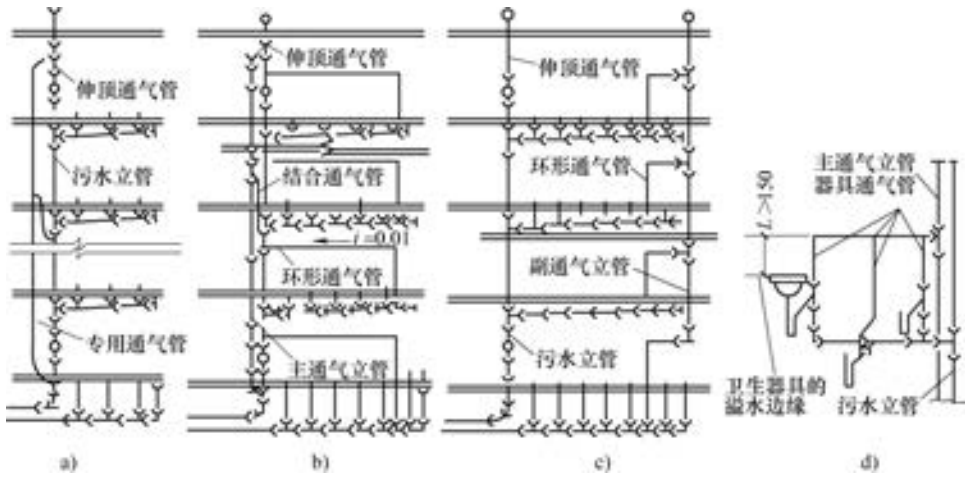 伸顶通气管
污水立管
专用通气管
a)
伸顶通气管
结合通气管
i=0.01
环形通气管
主通气立管
b)
伸顶通气管
环形通气管
副通气立管
污水立管
c)
主通气立管
器具通气管
L≥150
卫生器具的
溢水边缘
污水立管
d)